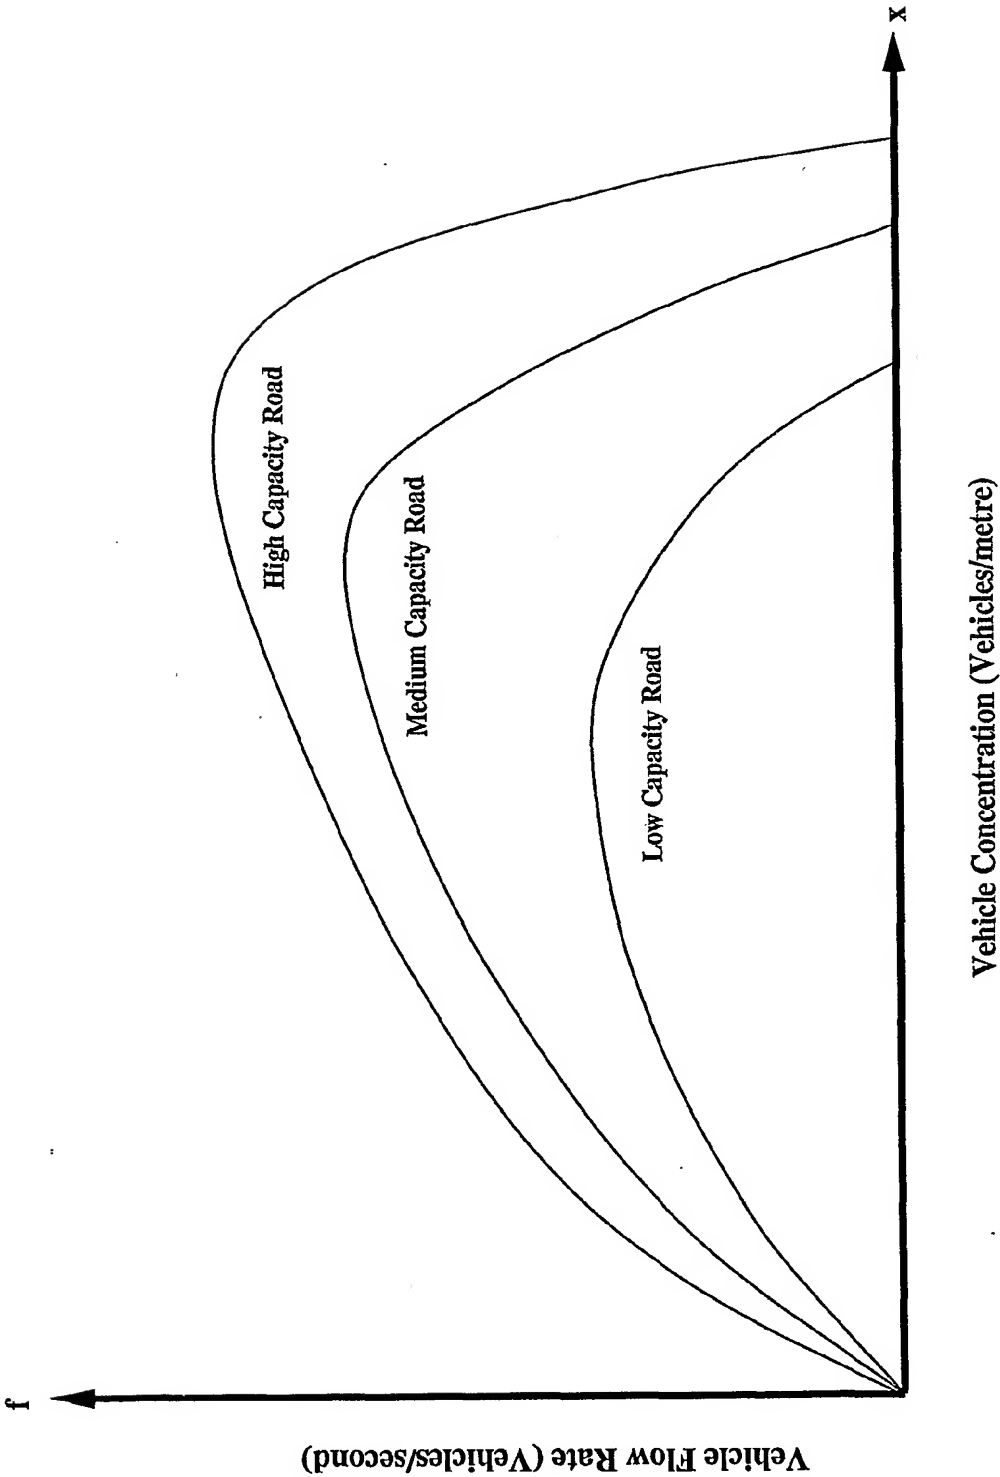 f
Vehicle Flow Rate (Vehicles/second)
High Capacity Road
Medium Capacity Road
Low Capacity Road
x
Vehicle Concentration (Vehicles/metre)